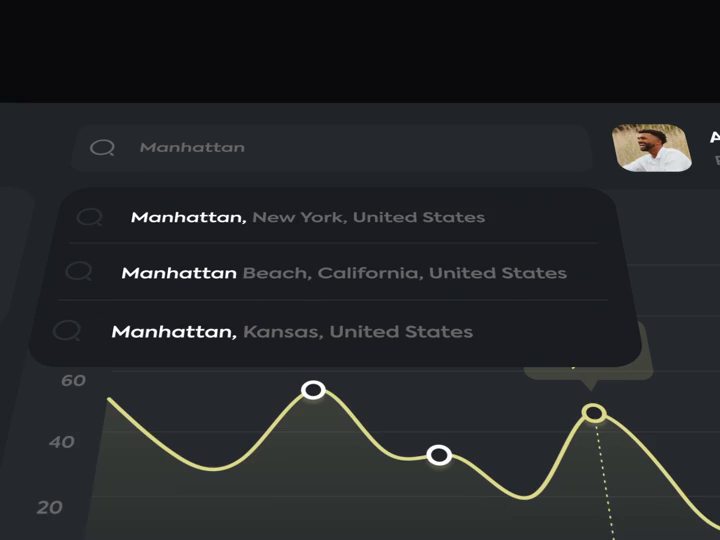 Manhattan
Manhattan, New York, United States
Manhattan Beach, California, United States
Manhattan, Kansas, United States
60
40
20